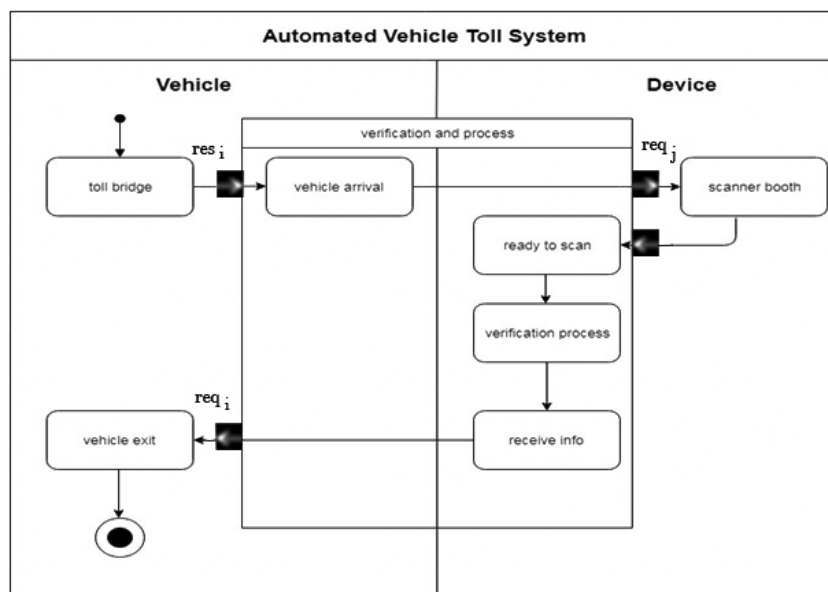 Automated Vehicle Toll System
Vehicle
Device
verification and process
res i
req j
toll bridge
vehicle arrival
scanner booth
ready to scan
verification process
req i
vehicle exit
receive info